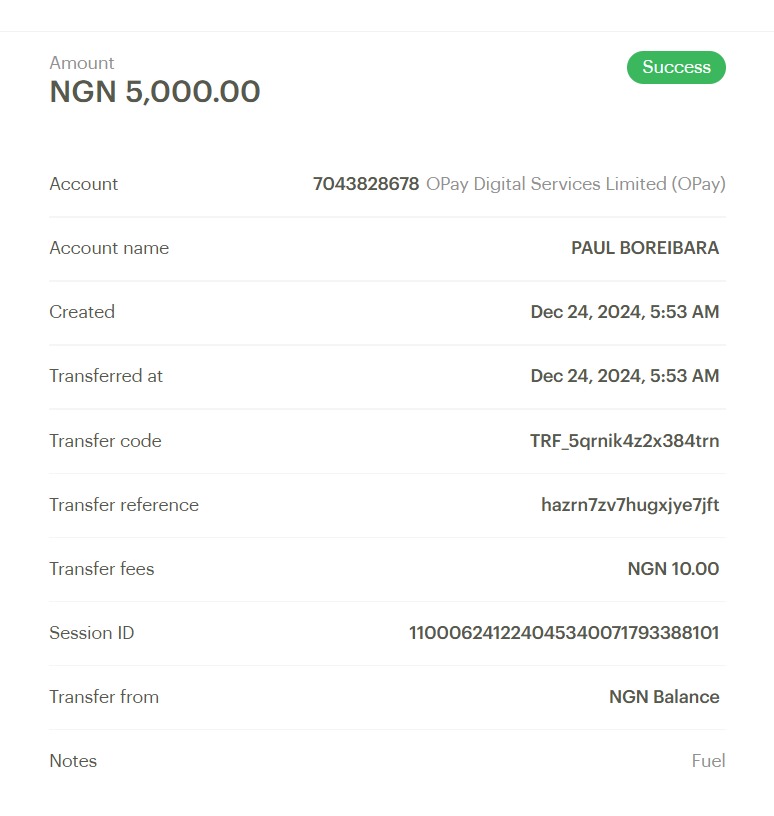 Amount
NGN 5,000.00
Success
Account 7043828678 OPay Digital Services Limited (OPay)
Account name PAUL BOREIBARA
Created Dec 24, 2024, 5:53 AM
Transferred at Dec 24, 2024, 5:53 AM
Transfer code TRF_5qrnik4z2x384trn
Transfer reference hazrn7zv7hugxjye7jft
Transfer fees NGN 10.00
Session ID 110006241224045340071793388101
Transfer from NGN Balance
Notes Fuel